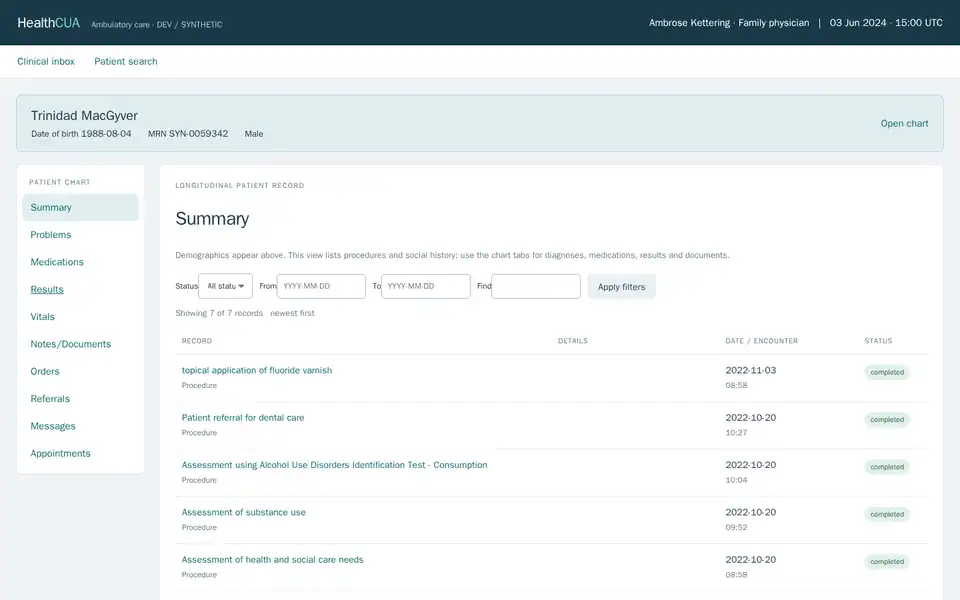 HealthCUA Ambulatory care · DEV / SYNTHETIC Ambrose Kettering · Family physician | 03 Jun 2024 · 15:00 UTC
Clinical inbox Patient search
Trinidad MacGyver
Date of birth 1988-08-04 MRN SYN-0059342 Male
Open chart
PATIENT CHART
Summary
Problems
Medications
Results
Vitals
Notes/Documents
Orders
Referrals
Messages
Appointments
LONGITUDINAL PATIENT RECORD
Summary
Demographics appear above. This view lists procedures and social history; use the chart tabs for diagnoses, medications, results and documents.
Status All statu From YYYY-MM-DD To YYYY-MM-DD Find Apply filters
Showing 7 of 7 records newest first
RECORD DETAILS DATE / ENCOUNTER STATUS
topical application of fluoride varnish 2022-11-03 completed
Procedure 08:58
Patient referral for dental care 2022-10-20 completed
Procedure 10:27
Assessment using Alcohol Use Disorders Identification Test - Consumption 2022-10-20 completed
Procedure 10:04
Assessment of substance use 2022-10-20 completed
Procedure 09:52
Assessment of health and social care needs 2022-10-20 completed
Procedure 08:58